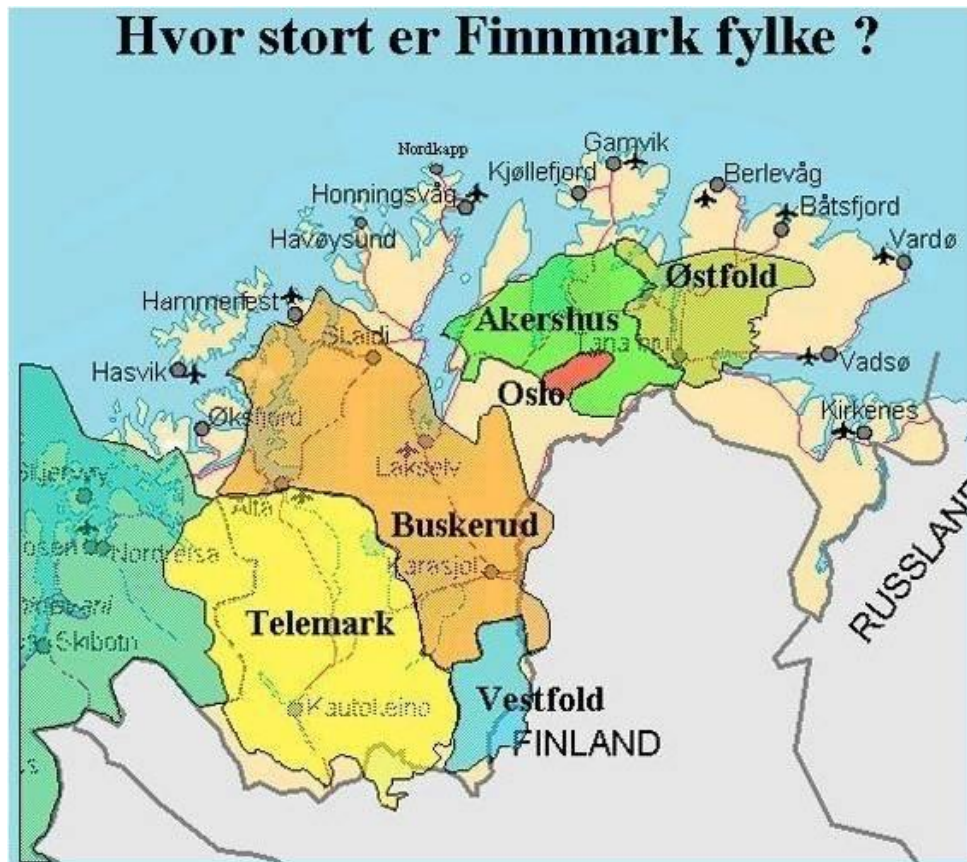 Hvor stort er Finnmark fylke ?
Gamvik
Nordkapp
Kjøllefjord
Berlevåg
Honningsvåg
Båtsfjord
Havøysund
Vardø
Østfold
Hammerfest
Akershus
Hasvik
Vadsø
Oslo
Øksfjord
Kirkenes
Lakselv
Alta
Buskerud
Nordreisa
Karasjok
RUSSLAND
Telemark
Skibotn
Vestfold
FINLAND